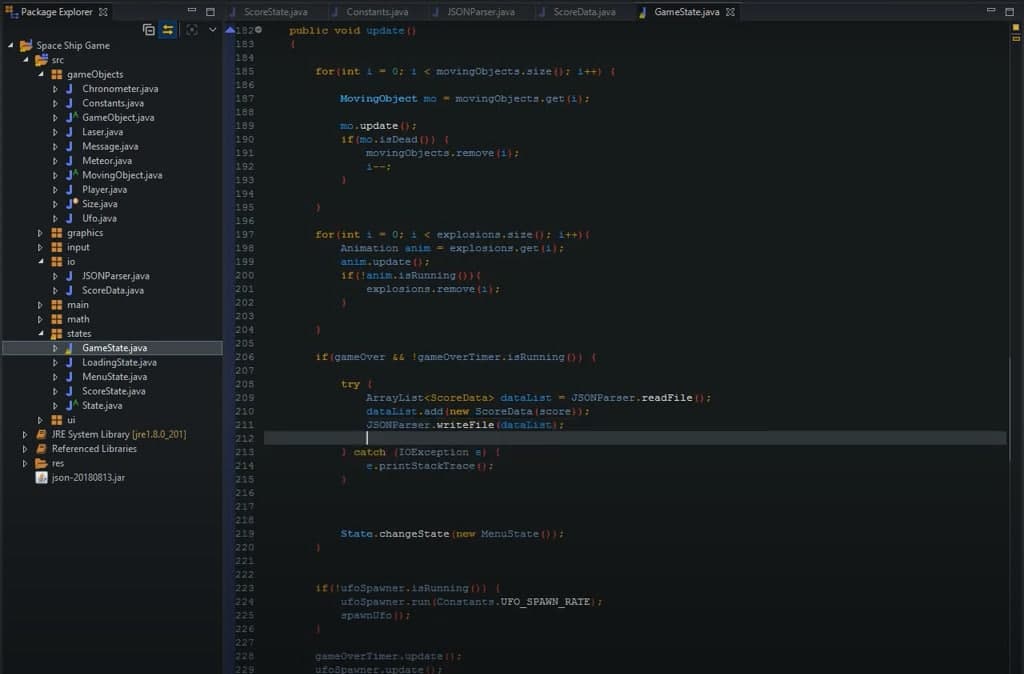 Package Explorer
ScoreState.java
Constants.java
JSONParser.java
ScoreData.java
GameState.java
Space Ship Game
src
gameObjects
Chronometer.java
Constants.java
GameObject.java
Laser.java
Message.java
Meteor.java
MovingObject.java
Player.java
Size.java
Ufo.java
graphics
input
io
JSONParser.java
ScoreData.java
main
math
states
GameState.java
LoadingState.java
MenuState.java
ScoreState.java
State.java
ui
JRE System Library [jre1.8.0_201]
Referenced Libraries
res
json-20180813.jar
182 public void update()
183 {
184
185 for(int i = 0; i < movingObjects.size(); i++) {
186
187 MovingObject mo = movingObjects.get(i);
188
189 mo.update();
190 if(mo.isDead()) {
191 movingObjects.remove(i);
192 i--;
193 }
194
195 }
196
197 for(int i = 0; i < explosions.size(); i++){
198 Animation anim = explosions.get(i);
199 anim.update();
200 if(!anim.isRunning()){
201 explosions.remove(i);
202 }
203
204 }
205
206 if(gameOver && !gameOverTimer.isRunning()) {
207
208 try {
209 ArrayList<ScoreData> dataList = JSONParser.readFile();
210 dataList.add(new ScoreData(score));
211 JSONParser.writeFile(dataList);
212
213 } catch (IOException e) {
214 e.printStackTrace();
215 }
216
217
218
219 State.changeState(new MenuState());
220 }
221
222
223 if(!ufoSpawner.isRunning()) {
224 ufoSpawner.run(Constants.UFO_SPAWN_RATE);
225 spawnUfo();
226 }
227
228 gameOverTimer.update();
229 ufoSpawner.update();